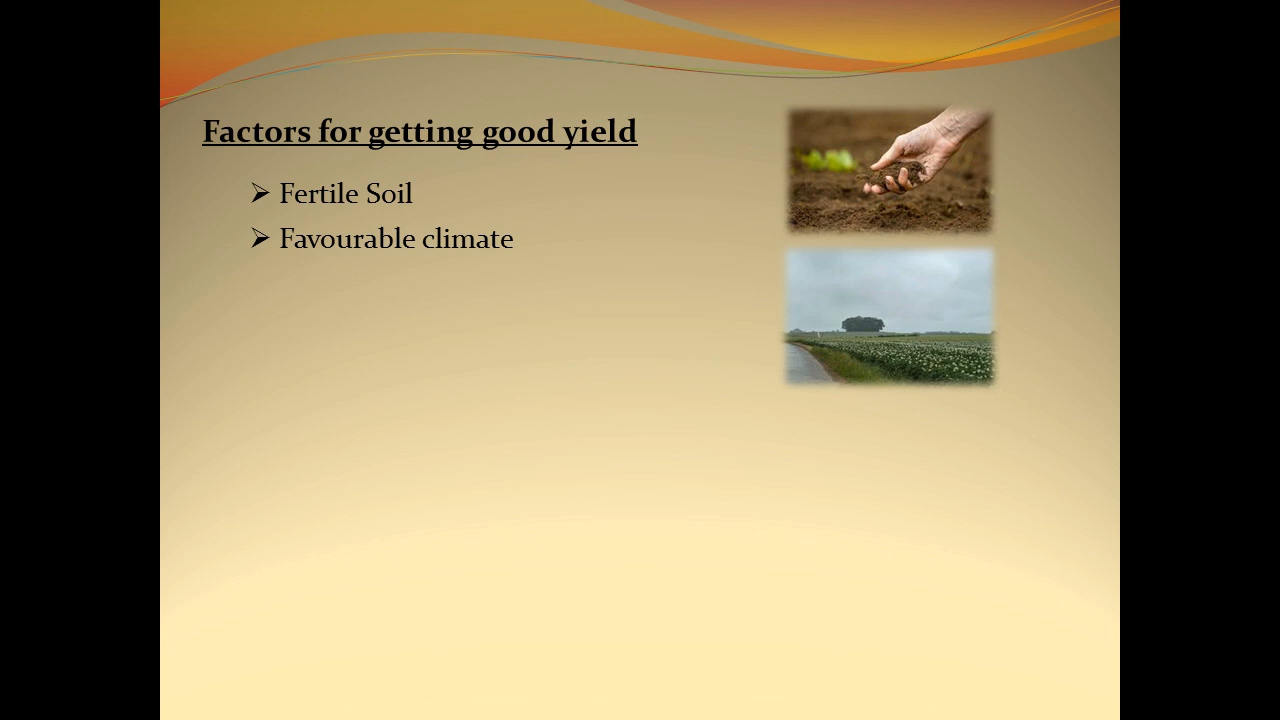 Factors for getting good yield
➢ Fertile Soil
➢ Favourable climate